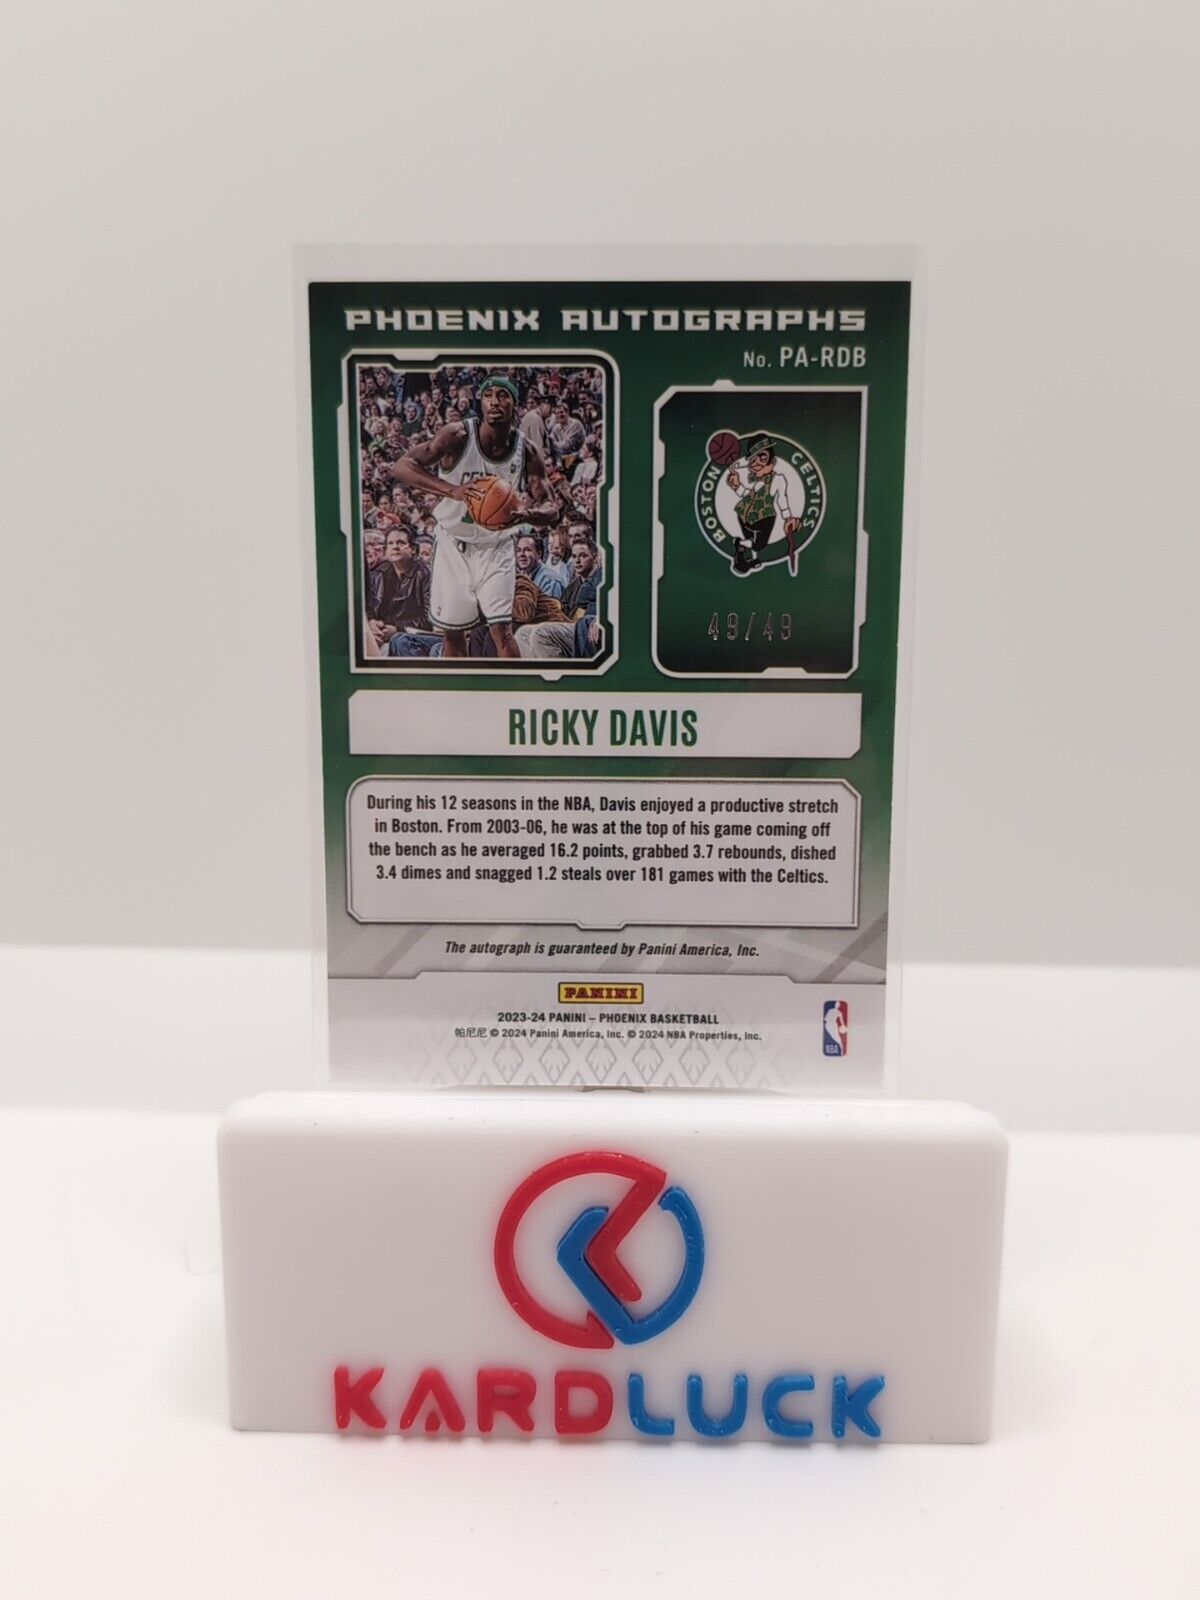 PHOENIX AUTOGRAPHS
No. PA-RDB
BOSTON CELTICS
49/49
RICKY DAVIS
During his 12 seasons in the NBA, Davis enjoyed a productive stretch
in Boston. From 2003-06, he was at the top of his game coming off
the bench as he averaged 16.2 points, grabbed 3.7 rebounds, dished
3.4 dimes and snagged 1.2 steals over 181 games with the Celtics.
The autograph is guaranteed by Panini America, Inc.
PANINI
2023-24 PANINI – PHOENIX BASKETBALL
帕尼尼 © 2024 Panini America, Inc. © 2024 NBA Properties, Inc.
NBA
KARDLUCK